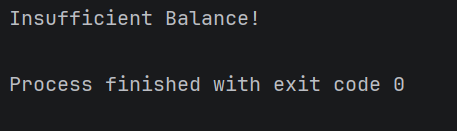 Insufficient Balance!
Process finished with exit code 0